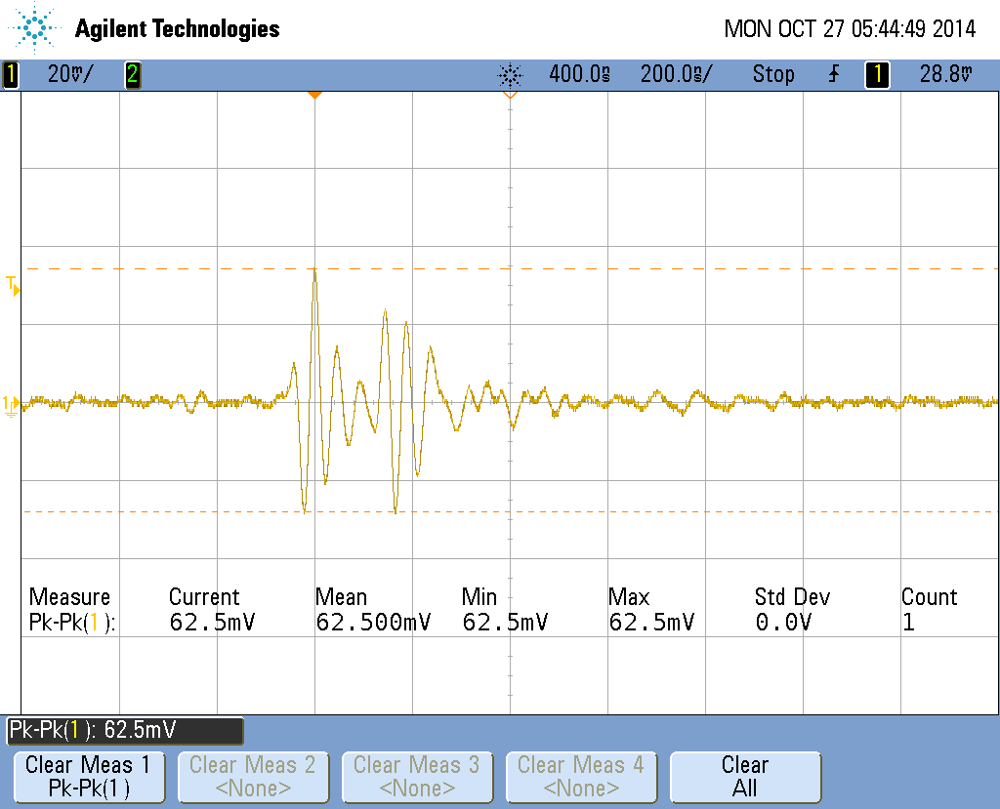 Agilent Technologies MON OCT 27 05:44:49 2014
1 20mV/ 2 400.0ns 200.0ns/ Stop 1 28.8mV
T
1
Measure Current Mean Min Max Std Dev Count
Pk-Pk(1): 62.5mV 62.500mV 62.5mV 62.5mV 0.0V 1
Pk-Pk(1): 62.5mV
Clear Meas 1 Clear Meas 2 Clear Meas 3 Clear Meas 4 Clear
Pk-Pk(1) <None> <None> <None> All